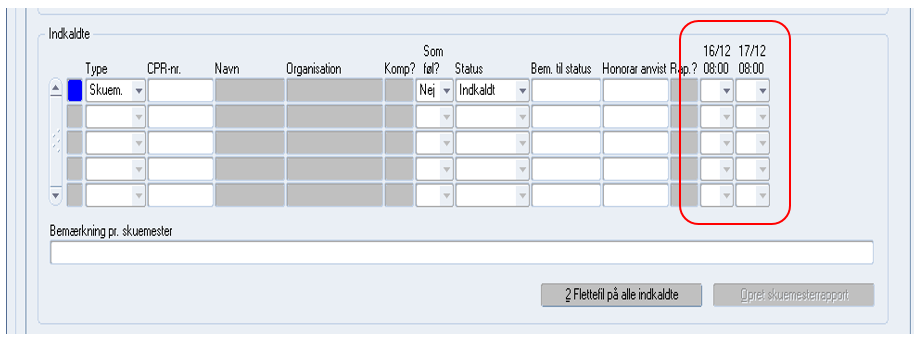 Indkaldte
Som 16/12 17/12
Type CPR-nr. Navn Organisation Komp? føl? Status Bem. til status Honorar anvist Rap.? 08:00 08:00
Skuem. Nej Indkaldt
Bemærkning pr. skuemester
2 Flettefil på alle indkaldte Opret skuemesterrapport